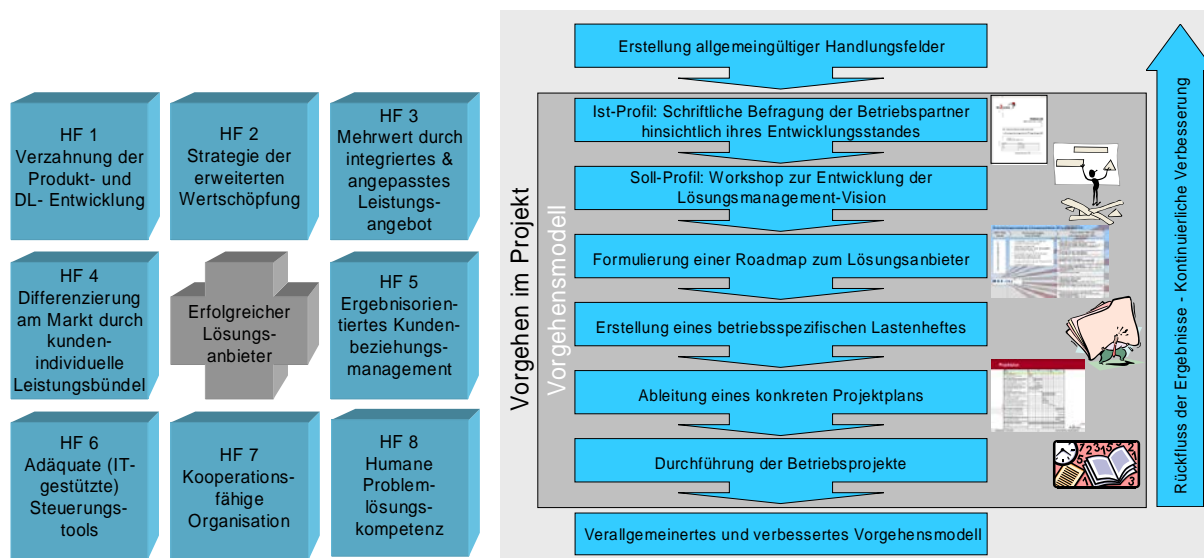 HF 1
Verzahnung der
Produkt- und
DL- Entwicklung
HF 2
Strategie der
erweiterten
Wertschöpfung
HF 3
Mehrwert durch
integriertes &
angepasstes
Leistungs-
angebot
HF 4
Differenzierung
am Markt durch
kunden-
individuelle
Leistungsbündel
Erfolgreicher
Lösungs-
anbieter
HF 5
Ergebnisorien-
tiertes Kunden-
beziehungs-
management
HF 6
Adäquate (IT-
gestützte)
Steuerungs-
tools
HF 7
Kooperations-
fähige
Organisation
HF 8
Humane
Problem-
lösungs-
kompetenz
Vorgehen im Projekt
Vorgehensmodell
Erstellung allgemeingültiger Handlungsfelder
Ist-Profil: Schriftliche Befragung der Betriebspartner
hinsichtlich ihres Entwicklungsstandes
Soll-Profil: Workshop zur Entwicklung der
Lösungsmanagement-Vision
Formulierung einer Roadmap zum Lösungsanbieter
Erstellung eines betriebsspezifischen Lastenheftes
Ableitung eines konkreten Projektplans
Durchführung der Betriebsprojekte
Verallgemeinertes und verbessertes Vorgehensmodell
Rückfluss der Ergebnisse - Kontinuierliche Verbesserung